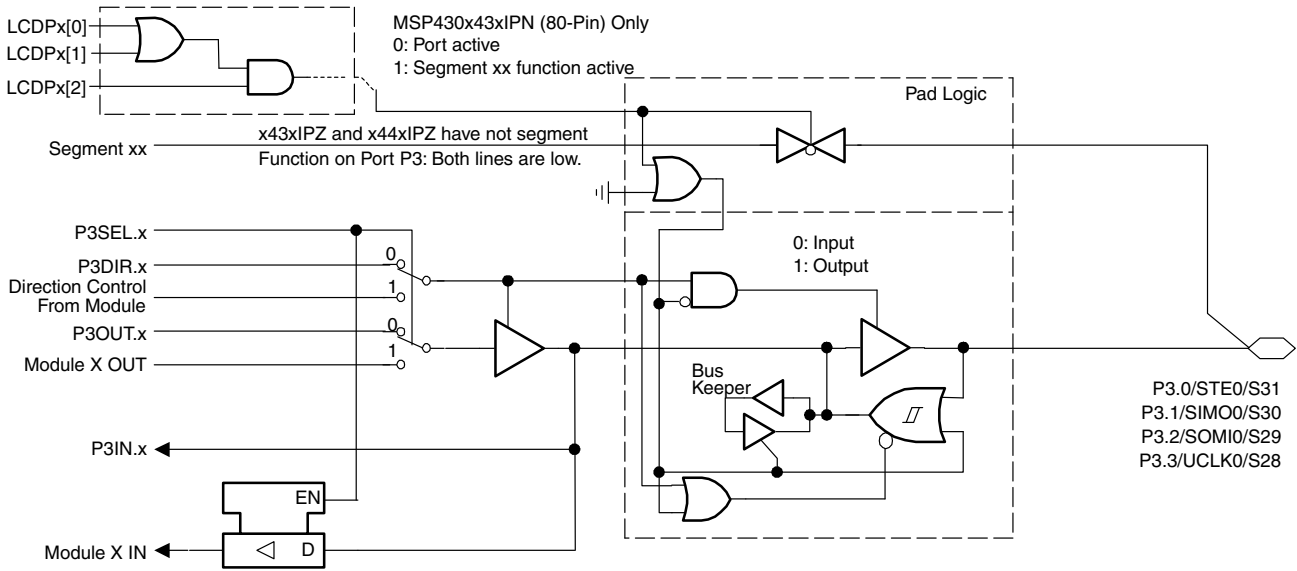 LCDPx[0]
LCDPx[1]
LCDPx[2]
MSP430x43xIPN (80-Pin) Only
0: Port active
1: Segment xx function active
Pad Logic
Segment xx
x43xIPZ and x44xIPZ have not segment
Function on Port P3: Both lines are low.
P3SEL.x
P3DIR.x
0
Direction Control
From Module
1
P3OUT.x
0
Module X OUT
1
0: Input
1: Output
Bus
Keeper
P3.0/STE0/S31
P3.1/SIMO0/S30
P3.2/SOMI0/S29
P3.3/UCLK0/S28
P3IN.x
EN
D
Module X IN